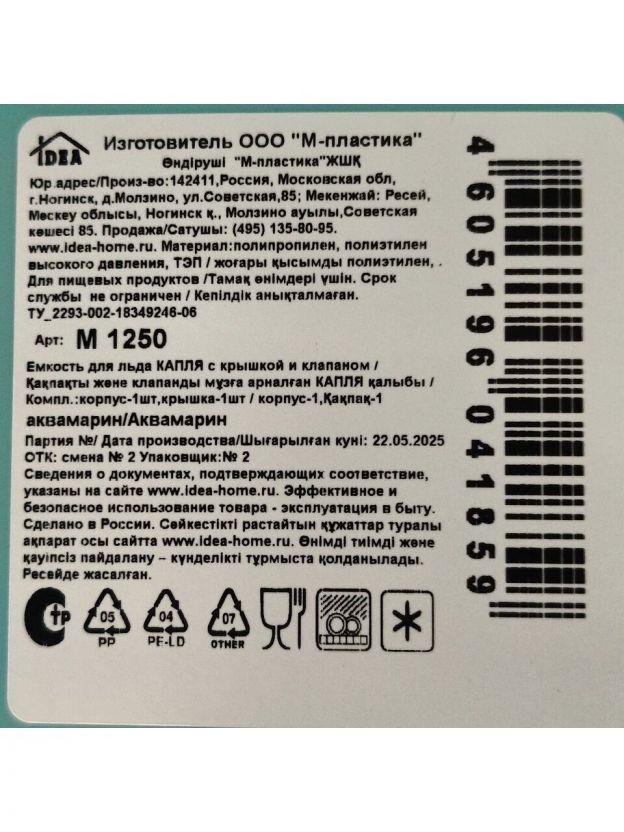 IDEA
Изготовитель ООО "М-пластика"
Өндіруші "М-пластика"ЖШҚ
Юр.адрес/Произ-во:142411,Россия, Московская обл,
г.Ногинск, д.Молзино, ул.Советская,85; Мекенжай: Ресей,
Мәскеу облысы, Ногинск қ., Молзино ауылы,Советская
көшесі 85. Продажа/Сатушы: (495) 135-80-95.
www.idea-home.ru. Материал:полипропилен, полиэтилен
высокого давления, ТЭП / жоғары қысымды полиэтилен, .
Для пищевых продуктов /Тамақ өнімдері үшін. Срок
службы не ограничен / Кепілдік анықталмаған.
ТУ_2293-002-18349246-06
Арт: М 1250
Емкость для льда КАПЛЯ с крышкой и клапаном /
Қақпақты және клапанды мұзға арналған КАПЛЯ қалыбы /
Компл.:корпус-1шт,крышка-1шт / корпус-1,Қақпақ-1
аквамарин/Аквамарин
Партия №/ Дата производства/Шығарылған күні: 22.05.2025
ОТК: смена № 2 Упаковщик:№ 2
Сведения о документах, подтверждающих соответствие,
указаны на сайте www.idea-home.ru. Эффективное и
безопасное использование товара - эксплуатация в быту.
Сделано в России. Сәйкестікті растайтын құжаттар туралы
ақпарат осы сайтта www.idea-home.ru. Өнімді тиімді және
қауіпсіз пайдалану – күнделікті тұрмыста қолданылады.
Ресейде жасалған.
05
PP
04
PE-LD
07
OTHER
4605196041859